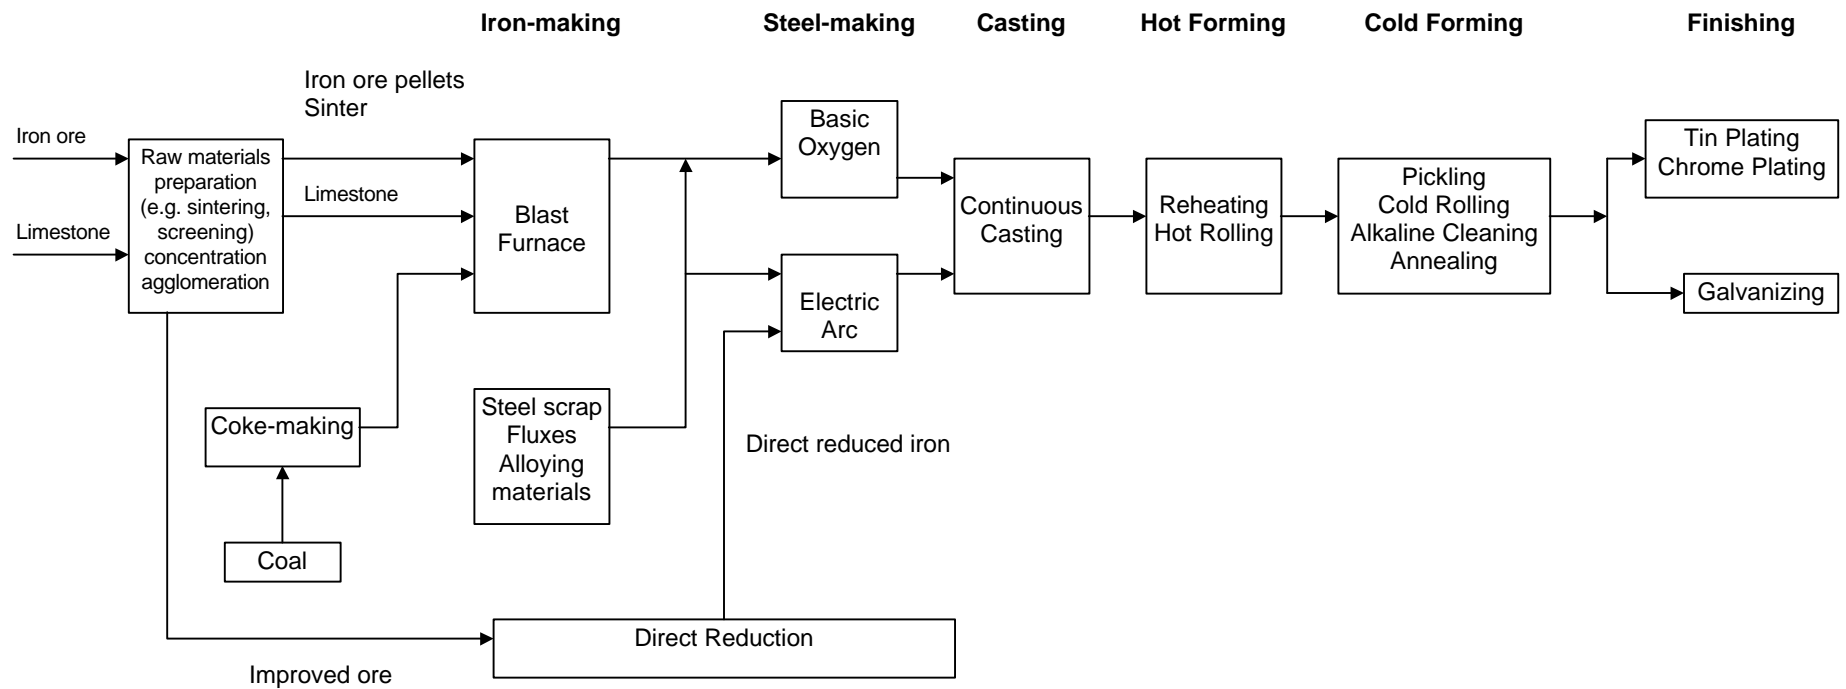 Iron-making
Steel-making
Casting
Hot Forming
Cold Forming
Finishing
Iron ore pellets
Sinter
Iron ore
Limestone
Raw materials
preparation
(e.g. sintering,
screening)
concentration
agglomeration
Limestone
Blast
Furnace
Basic
Oxygen
Electric
Arc
Continuous
Casting
Reheating
Hot Rolling
Pickling
Cold Rolling
Alkaline Cleaning
Annealing
Tin Plating
Chrome Plating
Galvanizing
Coke-making
Coal
Steel scrap
Fluxes
Alloying
materials
Direct reduced iron
Direct Reduction
Improved ore